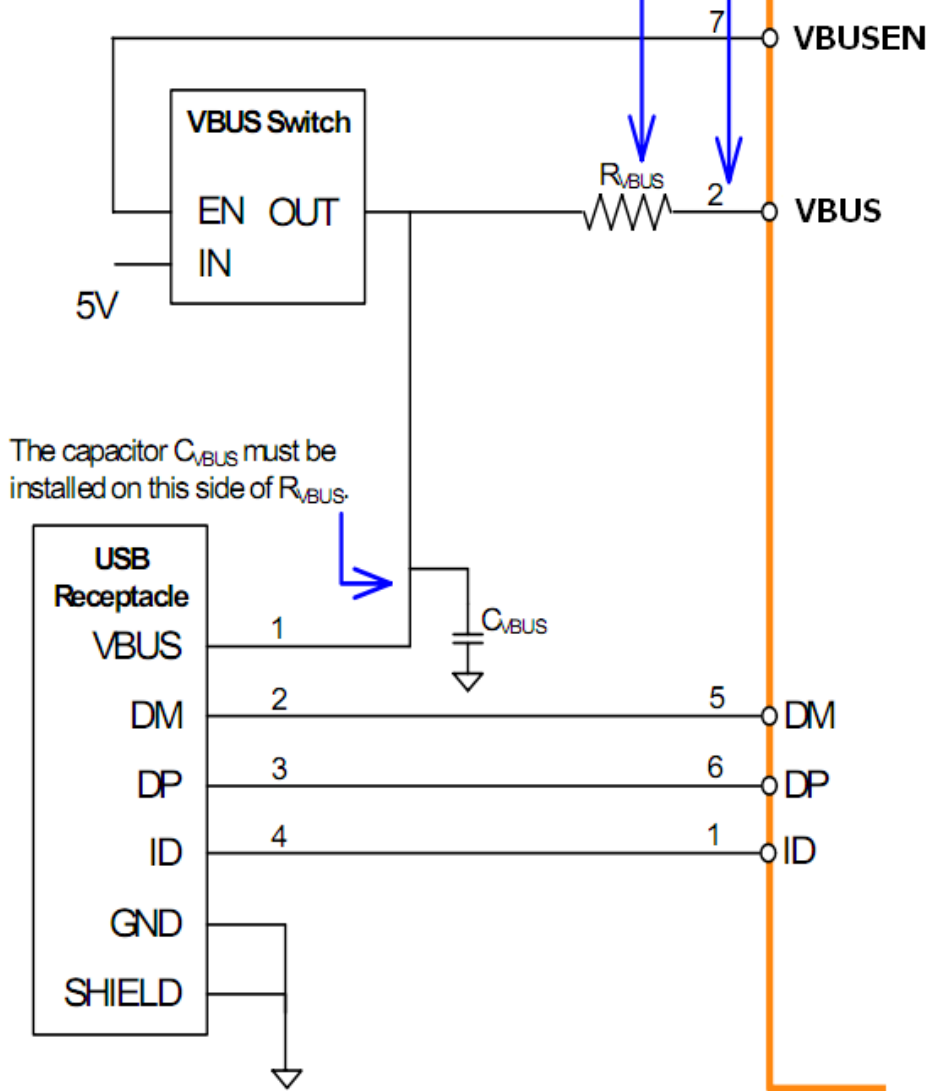 7
VBUSEN
VBUS Switch
RVBUS
EN OUT
2
VBUS
IN
5V
The capacitor CVBUS must be
installed on this side of RVBUS.
USB
Receptacle
VBUS
1
CVBUS
DM
2
5
DM
DP
3
6
DP
ID
4
1
ID
GND
SHIELD